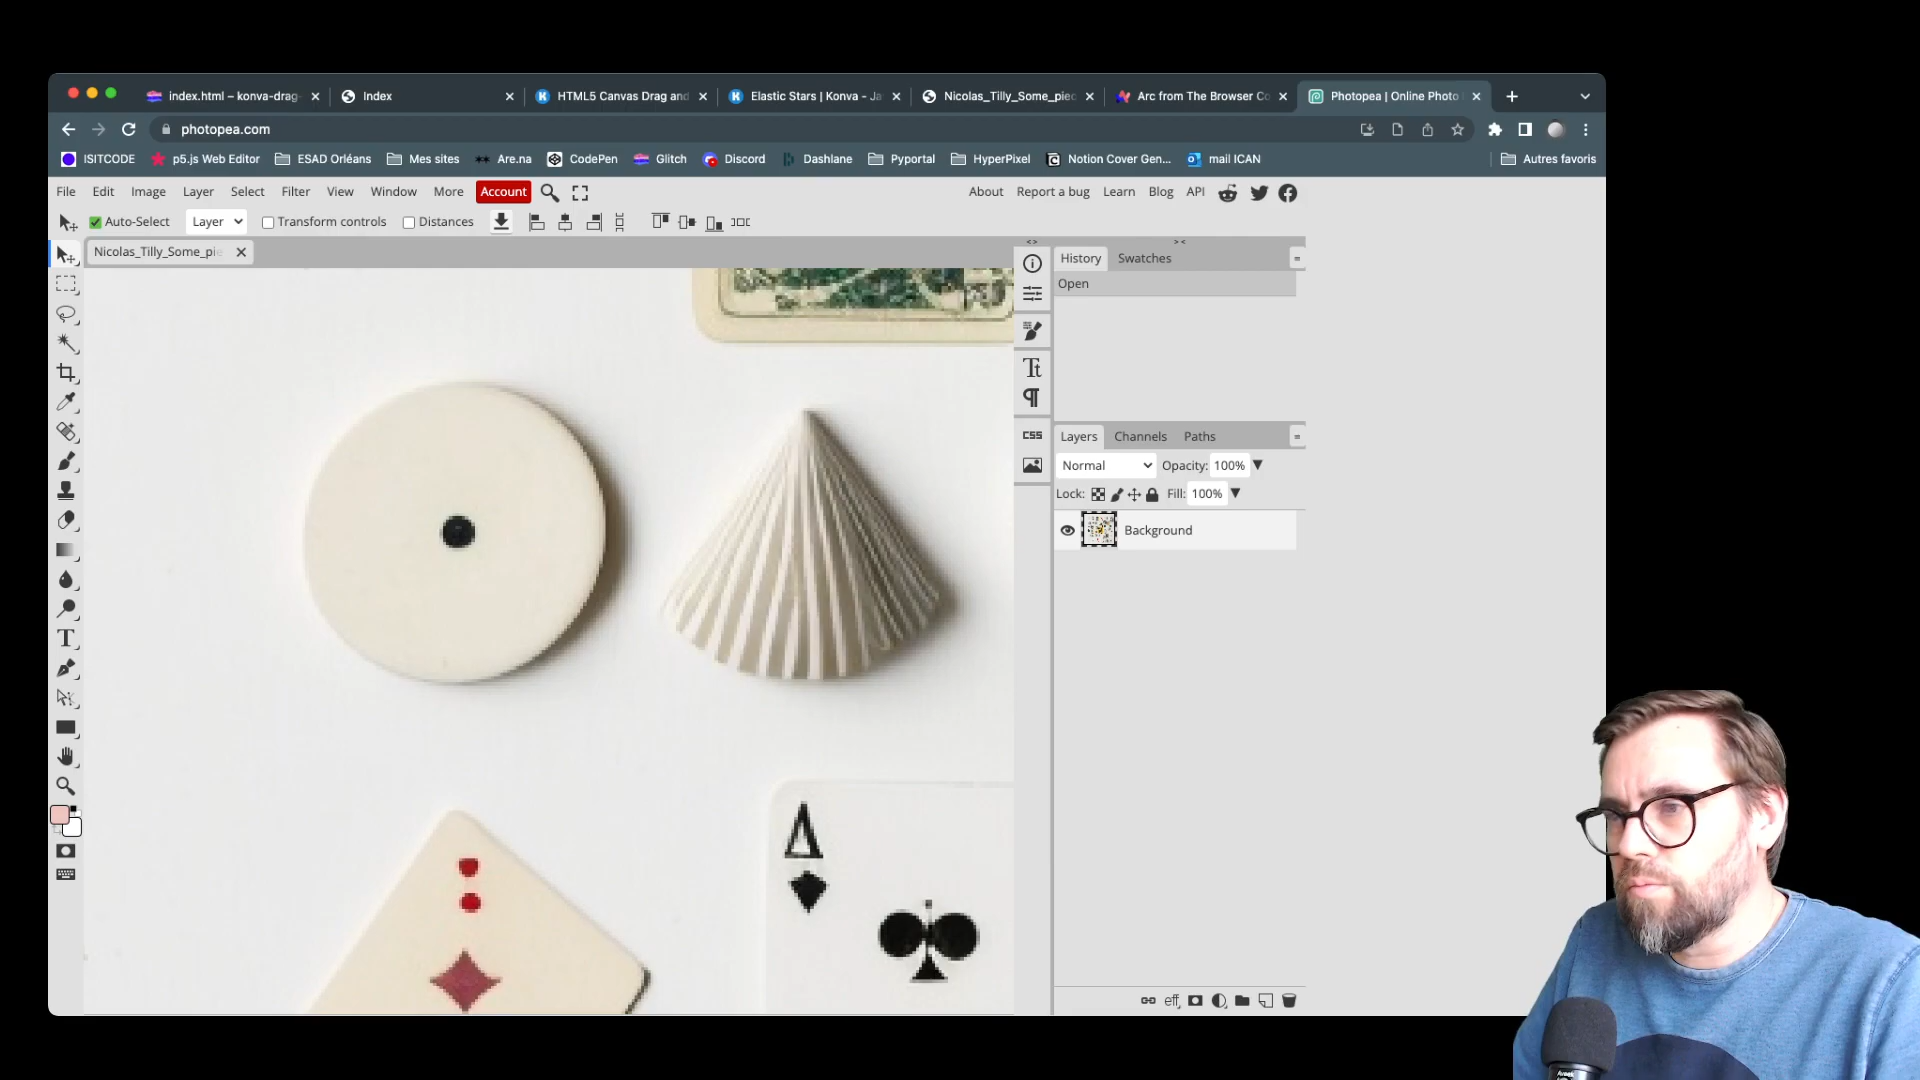 index.html – konva-drag-
Index
HTML5 Canvas Drag and
Elastic Stars | Konva - Ja
Nicolas_Tilly_Some_piec
Arc from The Browser Co
Photopea | Online Photo
photopea.com
ISITCODE
p5.js Web Editor
ESAD Orléans
Mes sites
Are.na
CodePen
Glitch
Discord
Dashlane
Pyportal
HyperPixel
Notion Cover Gen...
mail ICAN
Autres favoris
File Edit Image Layer Select Filter View Window More Account
About Report a bug Learn Blog API
Auto-Select Layer Transform controls Distances
Nicolas_Tilly_Some_pie
History Swatches
Open
Layers Channels Paths
Normal Opacity: 100%
Lock: Fill: 100%
Background
CSS
eff
A